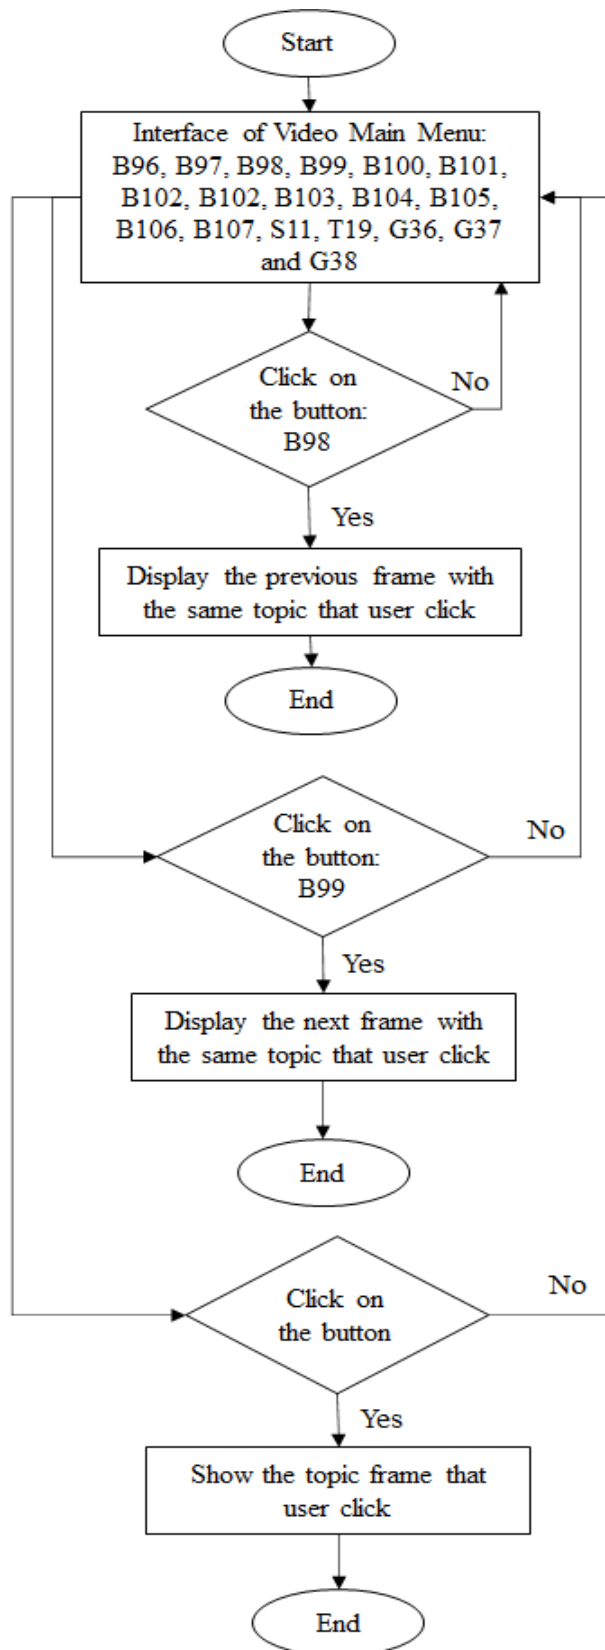 Start
Interface of Video Main Menu:
B96, B97, B98, B99, B100, B101,
B102, B102, B103, B104, B105,
B106, B107, S11, T19, G36, G37
and G38
Click on
the button:
B98
No
Yes
Display the previous frame with
the same topic that user click
End
Click on
the button:
B99
No
Yes
Display the next frame with
the same topic that user click
End
Click on
the button
No
Yes
Show the topic frame that
user click
End